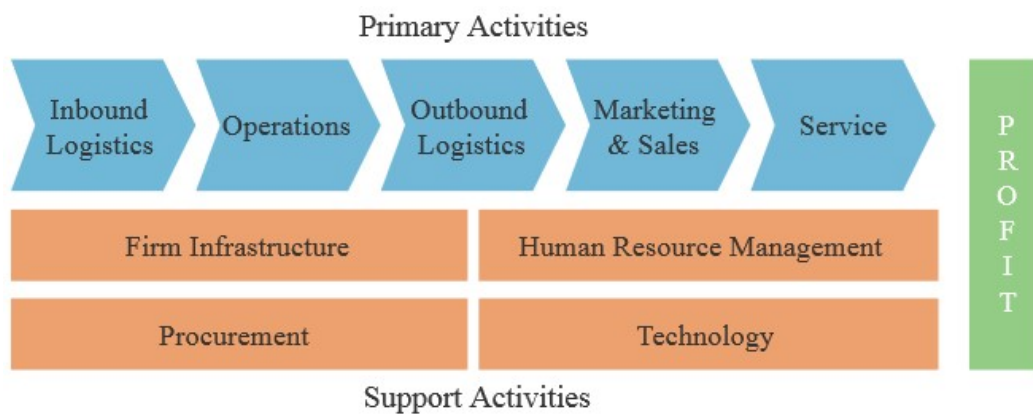 Primary Activities
Inbound
Logistics
Operations
Outbound
Logistics
Marketing
& Sales
Service
PROFIT
Firm Infrastructure
Human Resource Management
Procurement
Technology
Support Activities